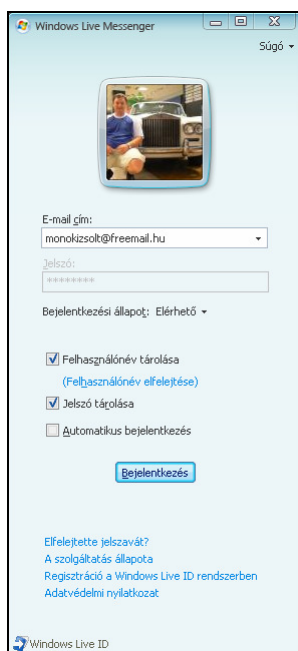 Windows Live Messenger
Súgó
E-mail cím:
monokizsolt@freemail.hu
Jelszó:
********
Bejelentkezési állapot: Elérhető
Felhasználónév tárolása
(Felhasználónév elfelejtése)
Jelszó tárolása
Automatikus bejelentkezés
Bejelentkezés
Elfelejtette jelszavát?
A szolgáltatás állapota
Regisztráció a Windows Live ID rendszerben
Adatvédelmi nyilatkozat
Windows Live ID